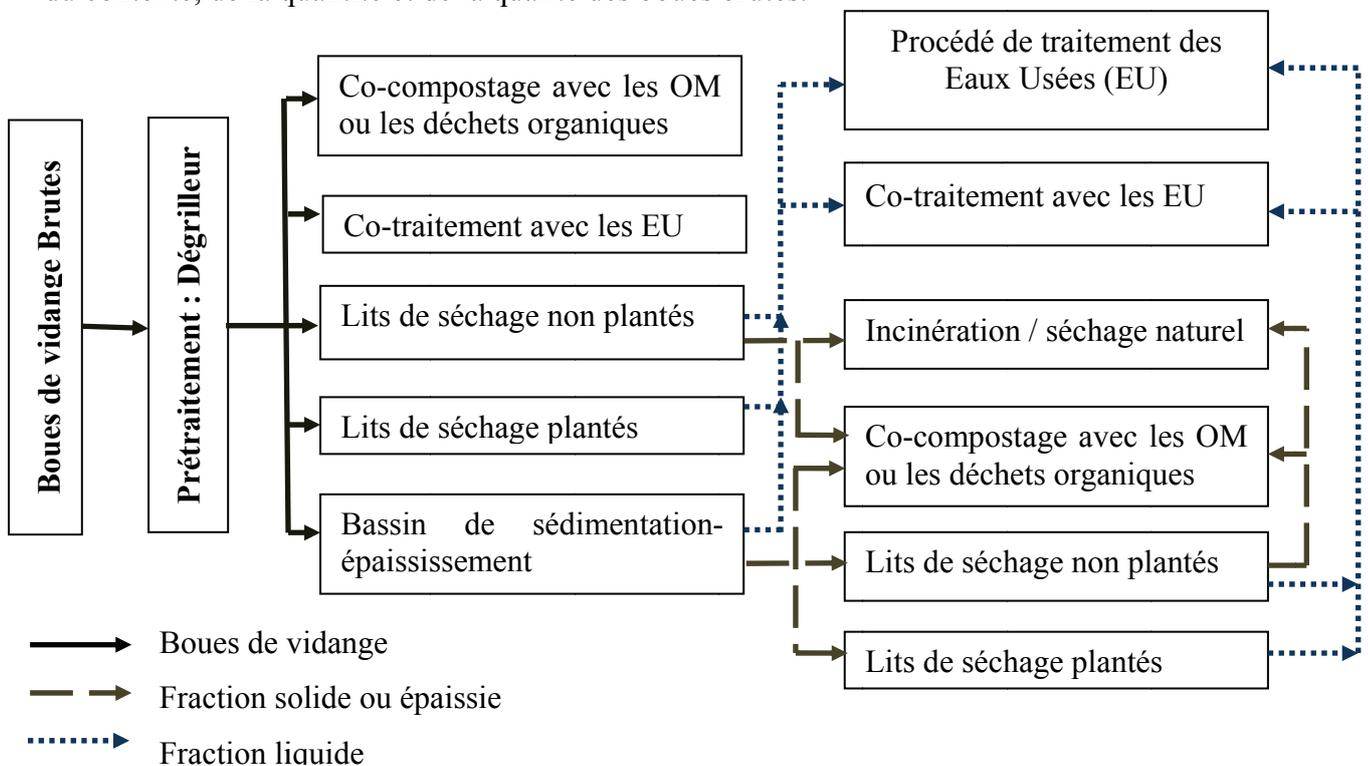 Boues de vidange Brutes
Prétraitement : Dégrilleur
Co-compostage avec les OM
ou les déchets organiques
Co-traitement avec les EU
Lits de séchage non plantés
Lits de séchage plantés
Bassin de sédimentation-
épaississement
Procédé de traitement des
Eaux Usées (EU)
Co-traitement avec les EU
Incinération / séchage naturel
Co-compostage avec les OM
ou les déchets organiques
Lits de séchage non plantés
Lits de séchage plantés
Boues de vidange
Fraction solide ou épaissie
Fraction liquide